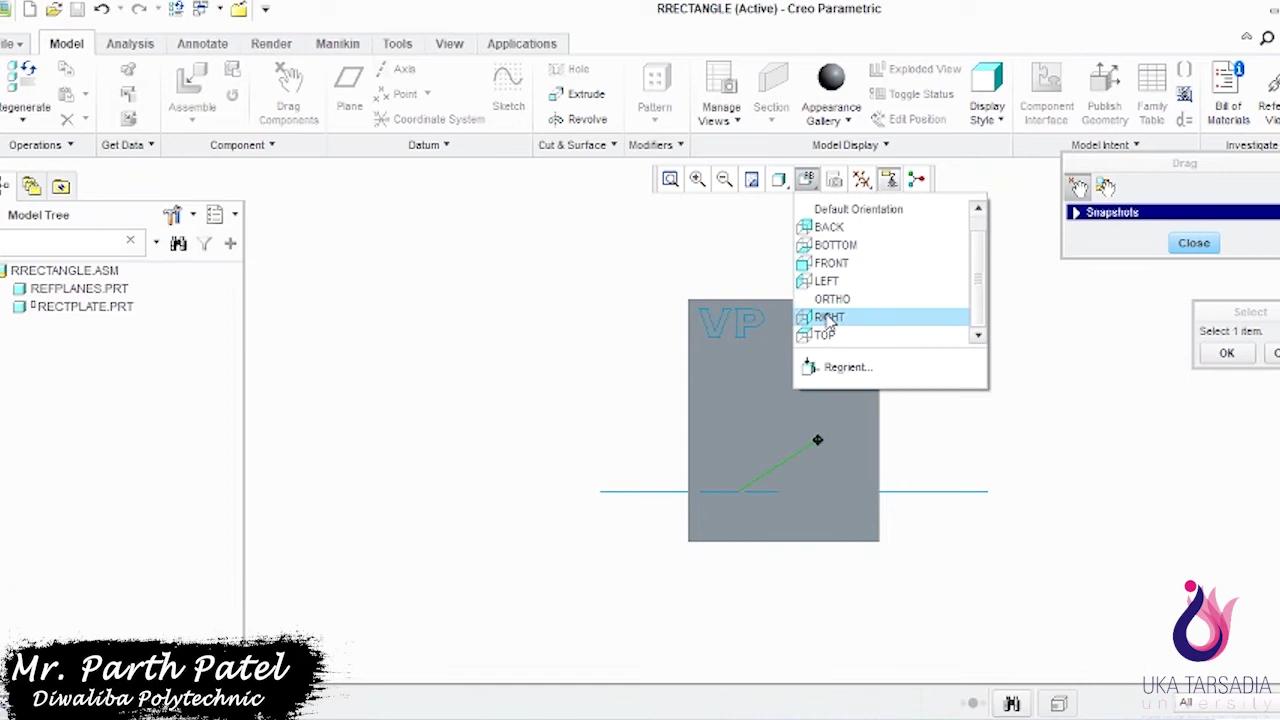 RRECTANGLE (Active) - Creo Parametric
ile Model Analysis Annotate Render Manikin Tools View Applications
egenerate
Assemble
Drag Components
Plane
Axis
Point
Coordinate System
Sketch
Hole
Extrude
Revolve
Pattern
Manage Views
Section
Appearance Gallery
Exploded View
Toggle Status
Edit Position
Display Style
Component Interface
Publish Geometry
Family Table
Bill of Materials
Operations Get Data Component Datum Cut & Surface Modifiers Model Display Model Intent Investigate
Drag
Snapshots
Close
Model Tree
RRECTANGLE.ASM
REFPLANES.PRT
RECTPLATE.PRT
Default Orientation
BACK
BOTTOM
FRONT
LEFT
ORTHO
RIGHT
TOP
Reorient...
VP
Select
Select 1 item.
OK
Mr. Parth Patel
Diwaliba Polytechnic
UKA TARSADIA
university
All